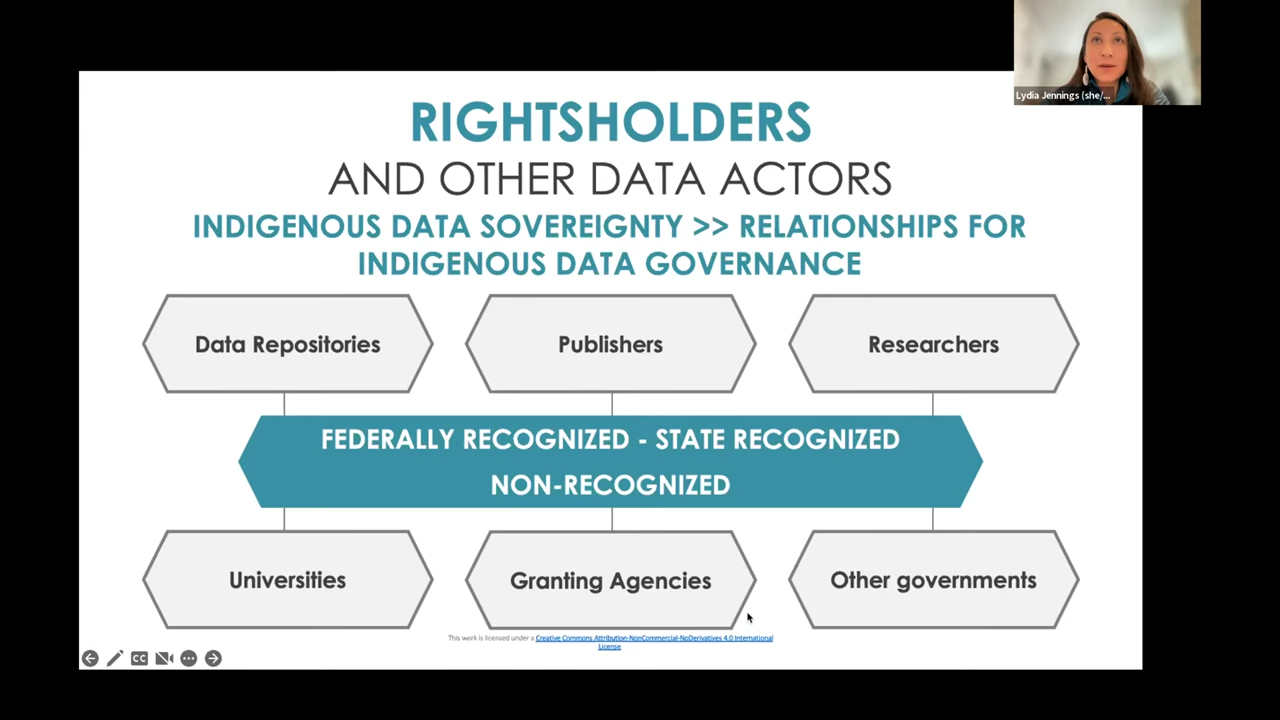 Lydia Jennings (she/...
RIGHTSHOLDERS
AND OTHER DATA ACTORS
INDIGENOUS DATA SOVEREIGNTY >> RELATIONSHIPS FOR
INDIGENOUS DATA GOVERNANCE
Data Repositories
Publishers
Researchers
FEDERALLY RECOGNIZED - STATE RECOGNIZED
NON-RECOGNIZED
Universities
Granting Agencies
Other governments
This work is licensed under a Creative Commons Attribution-NonCommercial-NoDerivatives 4.0 International
License.
CC